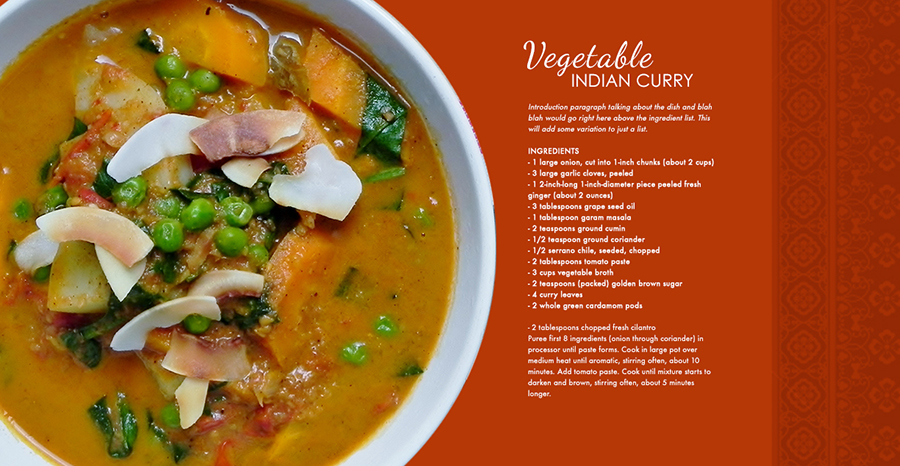 Vegetable
INDIAN CURRY
Introduction paragraph talking about the dish and blah
blah would go right here above the ingredient list. This
will add some variation to just a list.
INGREDIENTS
- 1 large onion, cut into 1-inch chunks (about 2 cups)
- 3 large garlic cloves, peeled
- 1 2-inch-long 1-inch-diameter piece peeled fresh
ginger (about 2 ounces)
- 3 tablespoons grape seed oil
- 1 tablespoon garam masala
- 2 teaspoons ground cumin
- 1/2 teaspoon ground coriander
- 1/2 serrano chile, seeded, chopped
- 2 tablespoons tomato paste
- 3 cups vegetable broth
- 2 teaspoons (packed) golden brown sugar
- 4 curry leaves
- 2 whole green cardamom pods
- 2 tablespoons chopped fresh cilantro
Puree first 8 ingredients (onion through coriander) in
processor until paste forms. Cook in large pot over
medium heat until aromatic, stirring often, about 10
minutes. Add tomato paste. Cook until mixture starts to
darken and brown, stirring often, about 5 minutes
longer.